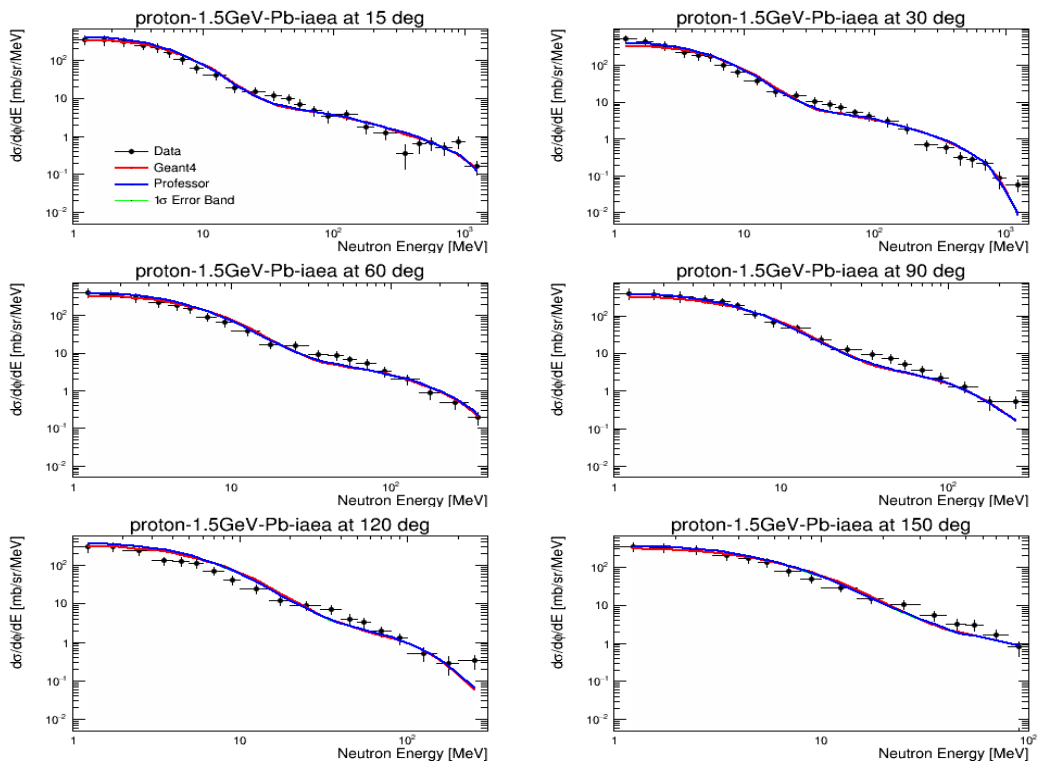 proton-1.5GeV-Pb-iaea at 15 deg
dσ/dϕ/dE [mb/sr/MeV]
10²
10
1
10⁻¹
10⁻²
Data
Geant4
Professor
1σ Error Band
1 10 10² 10³
Neutron Energy [MeV]
proton-1.5GeV-Pb-iaea at 30 deg
dσ/dϕ/dE [mb/sr/MeV]
10²
10
1
10⁻¹
10⁻²
1 10 10² 10³
Neutron Energy [MeV]
proton-1.5GeV-Pb-iaea at 60 deg
dσ/dϕ/dE [mb/sr/MeV]
10²
10
1
10⁻¹
10⁻²
1 10 10²
Neutron Energy [MeV]
proton-1.5GeV-Pb-iaea at 90 deg
dσ/dϕ/dE [mb/sr/MeV]
10²
10
1
10⁻¹
10⁻²
1 10 10²
Neutron Energy [MeV]
proton-1.5GeV-Pb-iaea at 120 deg
dσ/dϕ/dE [mb/sr/MeV]
10²
10
1
10⁻¹
10⁻²
1 10 10²
Neutron Energy [MeV]
proton-1.5GeV-Pb-iaea at 150 deg
dσ/dϕ/dE [mb/sr/MeV]
10²
10
1
10⁻¹
10⁻²
1 10 10²
Neutron Energy [MeV]